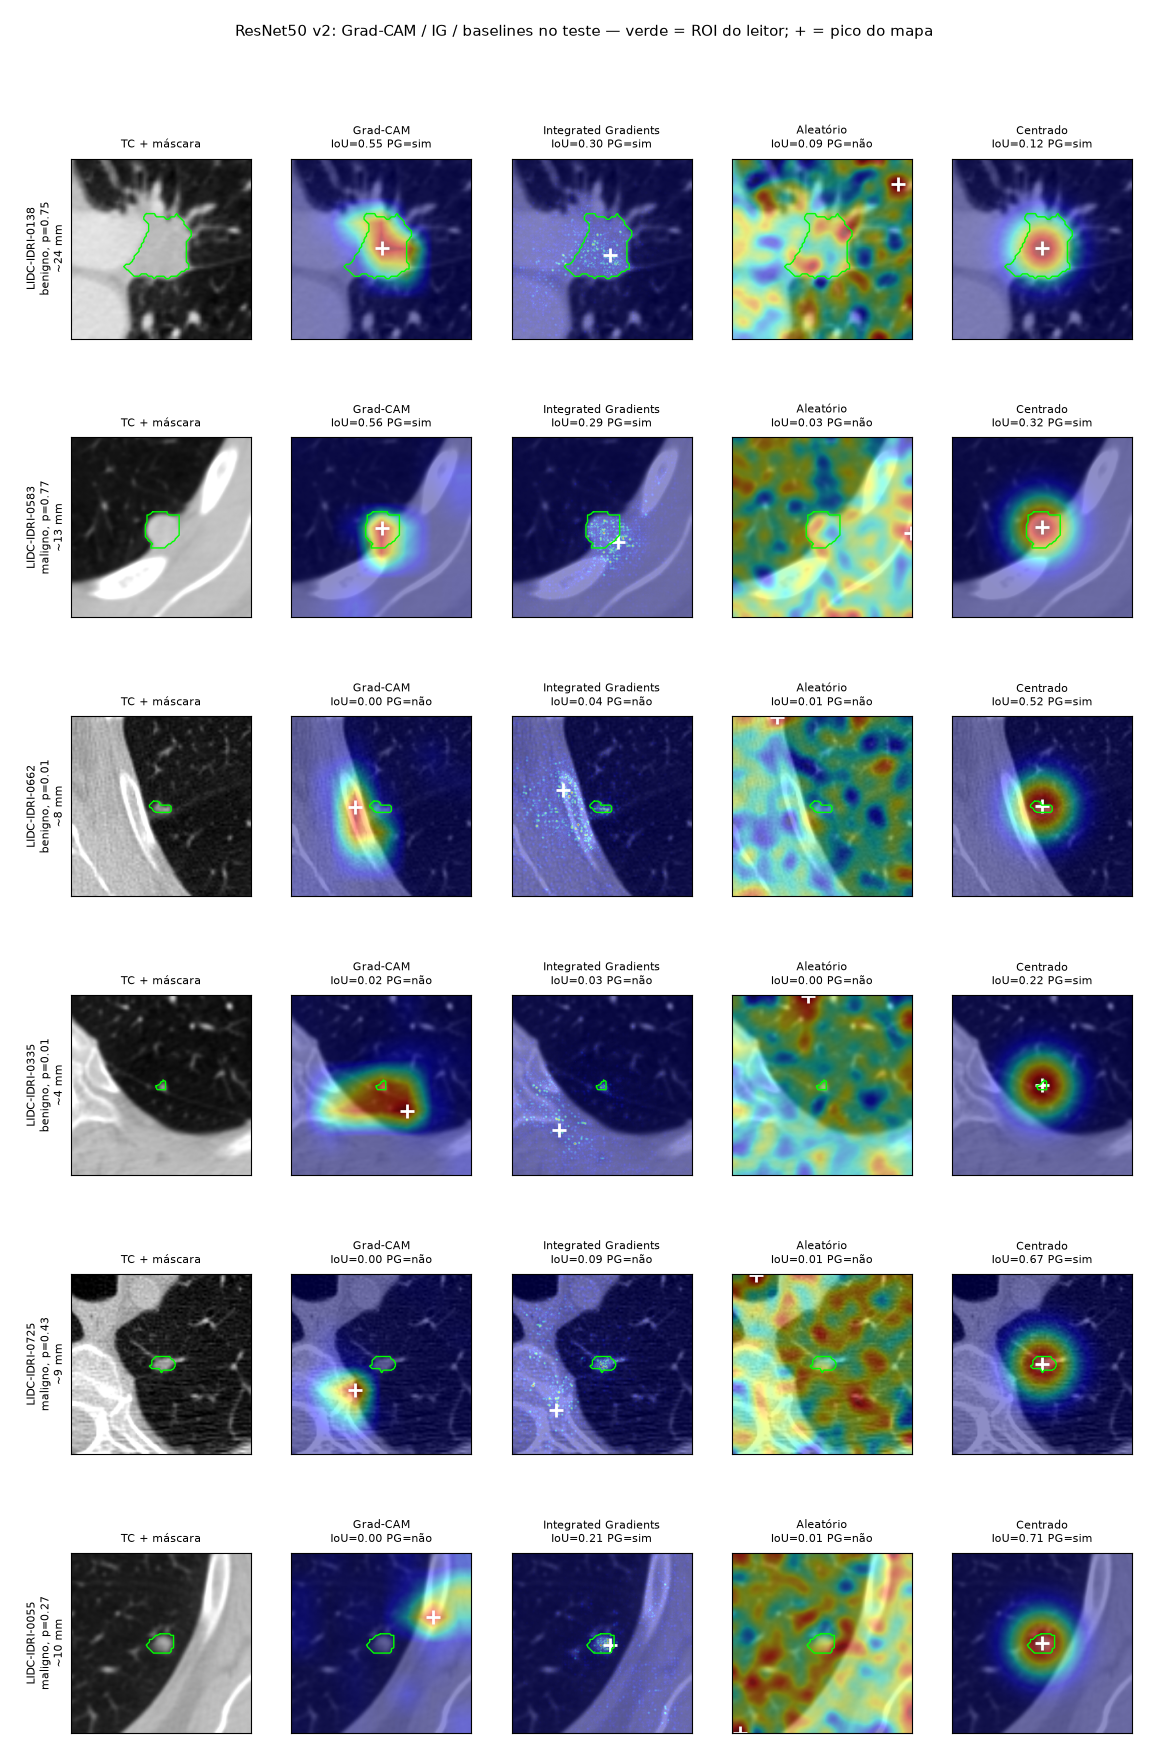 ResNet50 v2: Grad-CAM / IG / baselines no teste — verde = ROI do leitor; + = pico do mapa
LIDC-IDRI-0138
benigno, p=0.75
~24 mm
TC + máscara
Grad-CAM
IoU=0.55 PG=sim
Integrated Gradients
IoU=0.30 PG=sim
Aleatório
IoU=0.09 PG=não
Centrado
IoU=0.12 PG=sim
LIDC-IDRI-0583
maligno, p=0.77
~13 mm
TC + máscara
Grad-CAM
IoU=0.56 PG=sim
Integrated Gradients
IoU=0.29 PG=sim
Aleatório
IoU=0.03 PG=não
Centrado
IoU=0.32 PG=sim
LIDC-IDRI-0662
benigno, p=0.01
~8 mm
TC + máscara
Grad-CAM
IoU=0.00 PG=não
Integrated Gradients
IoU=0.04 PG=não
Aleatório
IoU=0.01 PG=não
Centrado
IoU=0.52 PG=sim
LIDC-IDRI-0335
benigno, p=0.01
~4 mm
TC + máscara
Grad-CAM
IoU=0.02 PG=não
Integrated Gradients
IoU=0.03 PG=não
Aleatório
IoU=0.00 PG=não
Centrado
IoU=0.22 PG=sim
LIDC-IDRI-0725
maligno, p=0.43
~9 mm
TC + máscara
Grad-CAM
IoU=0.00 PG=não
Integrated Gradients
IoU=0.09 PG=não
Aleatório
IoU=0.01 PG=não
Centrado
IoU=0.67 PG=sim
LIDC-IDRI-0055
maligno, p=0.27
~10 mm
TC + máscara
Grad-CAM
IoU=0.00 PG=não
Integrated Gradients
IoU=0.21 PG=sim
Aleatório
IoU=0.01 PG=não
Centrado
IoU=0.71 PG=sim